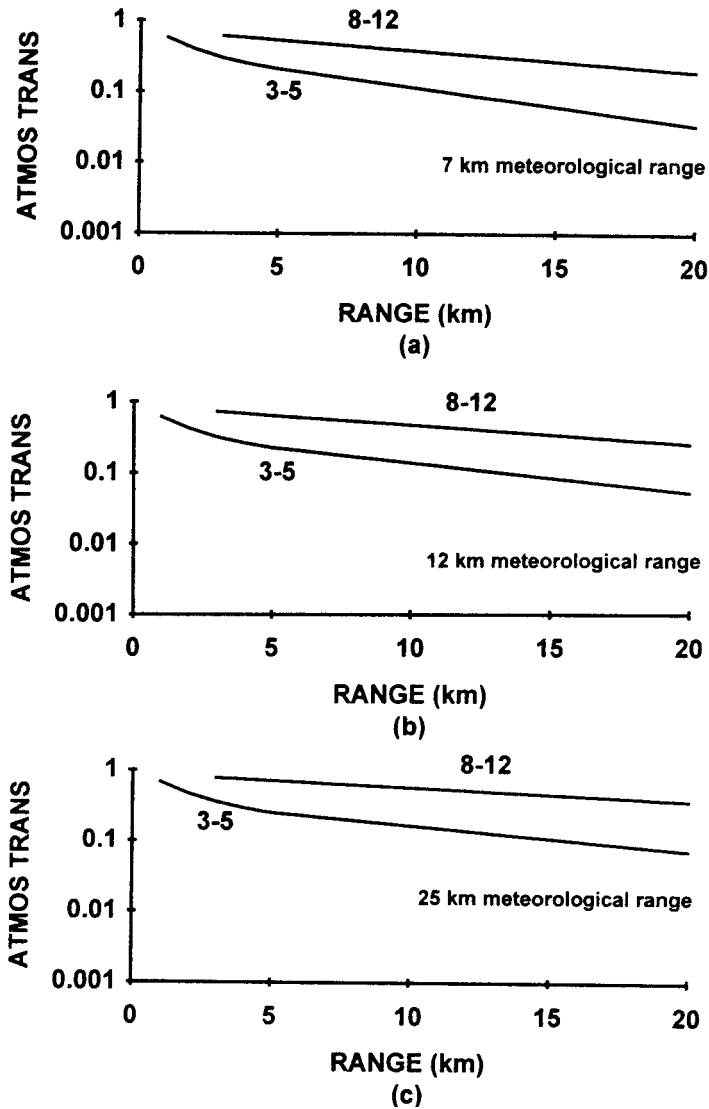 8-12
1
0.1
0.01
0.001
ATMOS TRANS
3-5
7 km meteorological range
0 5 10 15 20
RANGE (km)
(a)
8-12
1
0.1
0.01
0.001
ATMOS TRANS
3-5
12 km meteorological range
0 5 10 15 20
RANGE (km)
(b)
8-12
1
0.1
0.01
0.001
ATMOS TRANS
3-5
25 km meteorological range
0 5 10 15 20
RANGE (km)
(c)